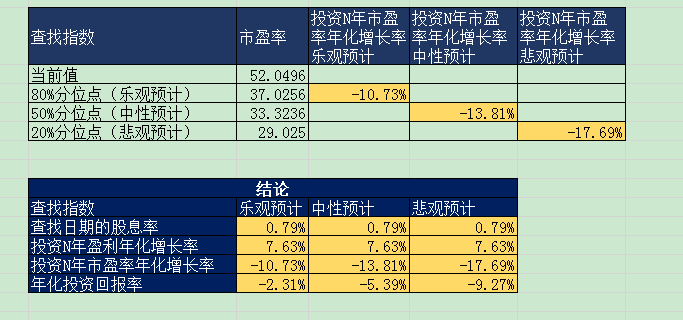 查找指数 市盈率 投资N年市盈率年化增长率乐观预计 投资N年市盈率年化增长率中性预计 投资N年市盈率年化增长率悲观预计
当前值 52.0496
80%分位点（乐观预计） 37.0256 -10.73%
50%分位点（中性预计） 33.3236 -13.81%
20%分位点（悲观预计） 29.025 -17.69%
结论
查找指数 乐观预计 中性预计 悲观预计
查找日期的股息率 0.79% 0.79% 0.79%
投资N年盈利年化增长率 7.63% 7.63% 7.63%
投资N年市盈率年化增长率 -10.73% -13.81% -17.69%
年化投资回报率 -2.31% -5.39% -9.27%